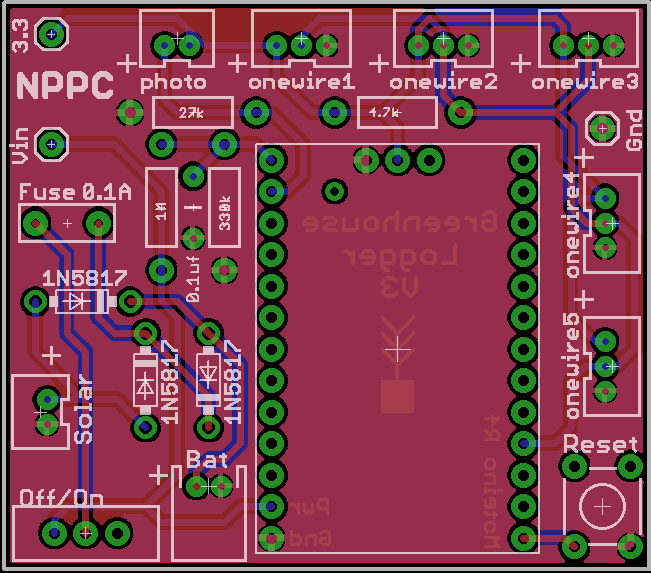 3.3
photo
onewire1
onewire2
onewire3
NPPC
27k
4.7k
Gnd
Vin
Fuse 0.1A
1M
330k
onewire4
Greenhouse
Logger
V3
0.1uf
1N5817
1N5817
1N5817
onewire5
Solar
Moteino R4
Reset
Bat
Off/On
Pwr
Gnd